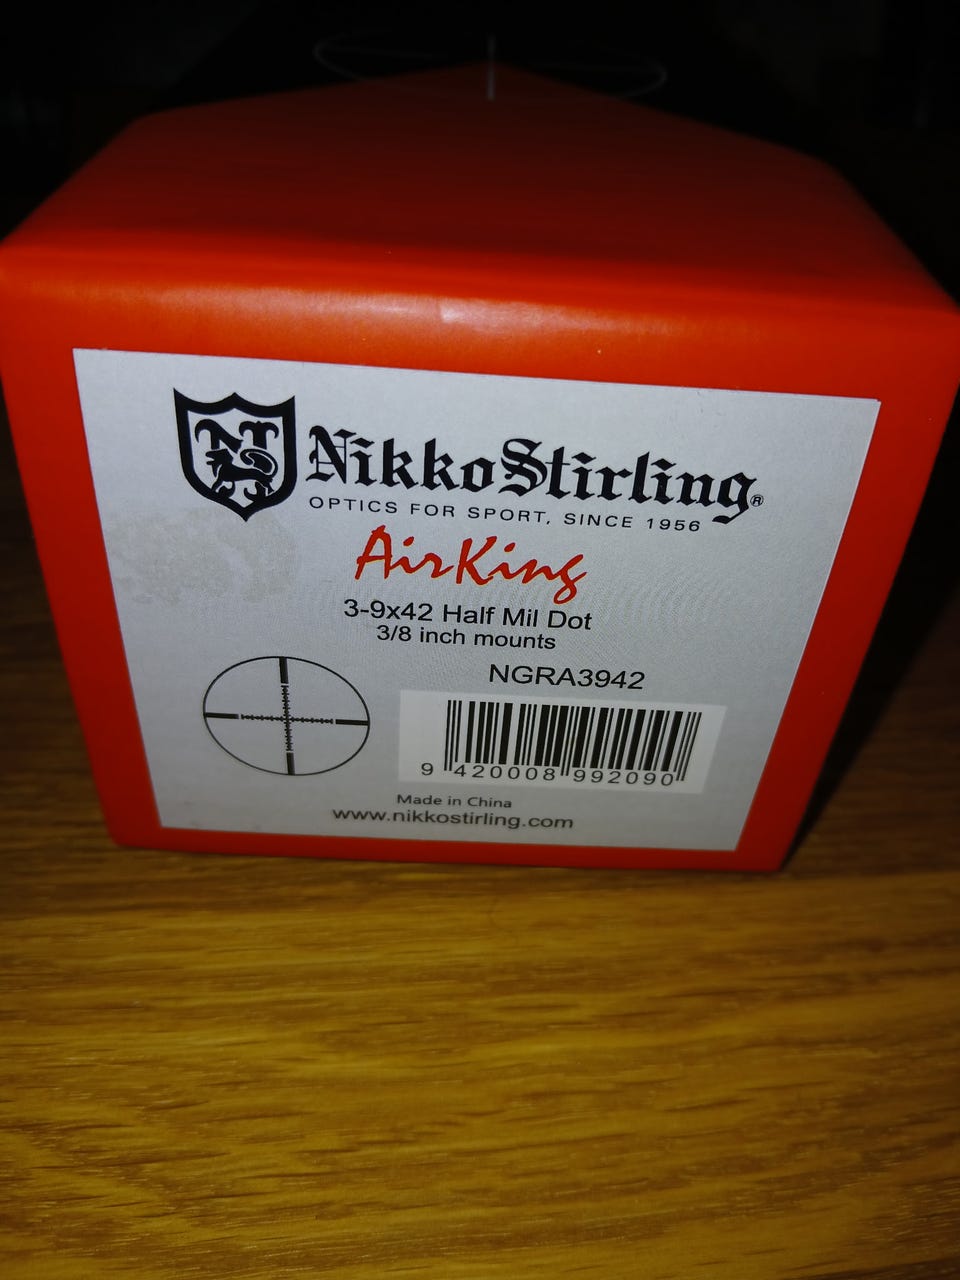 NikkoStirling®
OPTICS FOR SPORT, SINCE 1956
AirKing
3-9x42 Half Mil Dot
3/8 inch mounts
NGRA3942
9 420008 992090
Made in China
www.nikkostirling.com